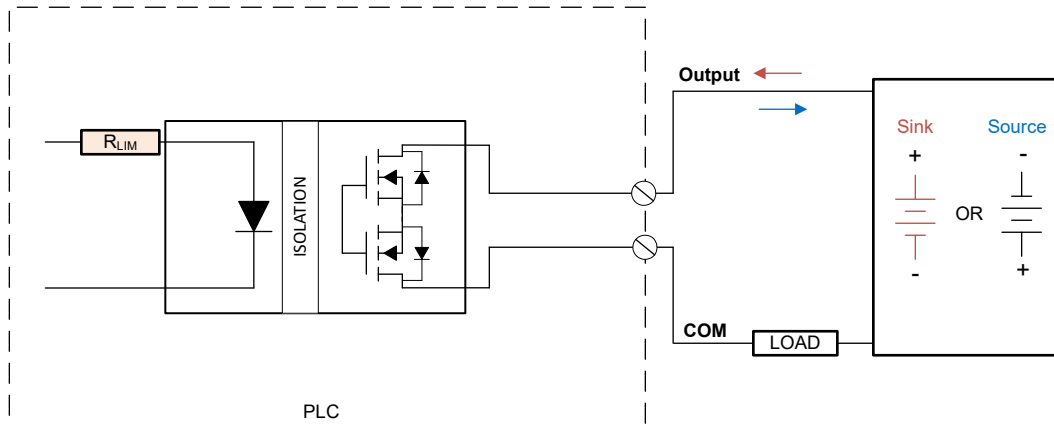 Output
Sink
Source
+
-
R_LIM
ISOLATION
OR
-
+
COM
LOAD
PLC